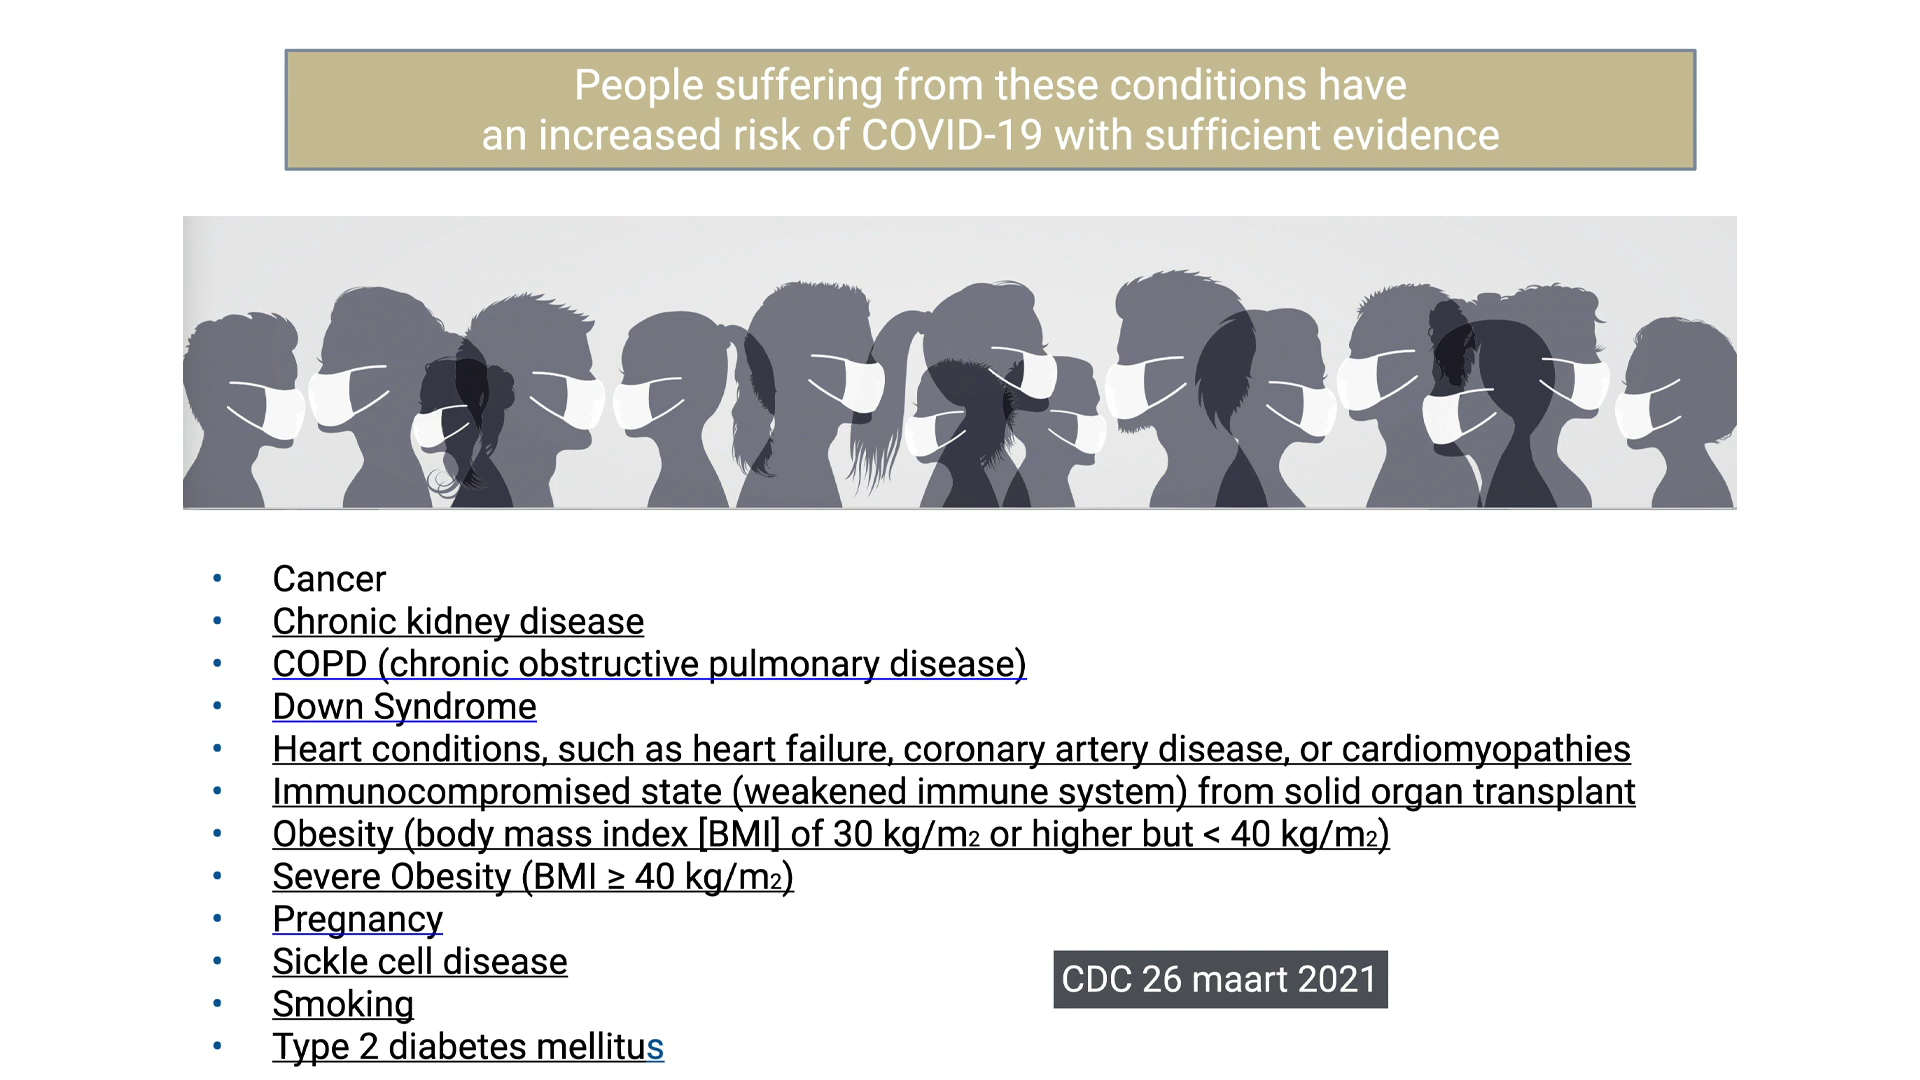 People suffering from these conditions have
an increased risk of COVID-19 with sufficient evidence
• Cancer
• Chronic kidney disease
• COPD (chronic obstructive pulmonary disease)
• Down Syndrome
• Heart conditions, such as heart failure, coronary artery disease, or cardiomyopathies
• Immunocompromised state (weakened immune system) from solid organ transplant
• Obesity (body mass index [BMI] of 30 kg/m2 or higher but < 40 kg/m2)
• Severe Obesity (BMI ≥ 40 kg/m2)
• Pregnancy
• Sickle cell disease
• Smoking
• Type 2 diabetes mellitus
CDC 26 maart 2021